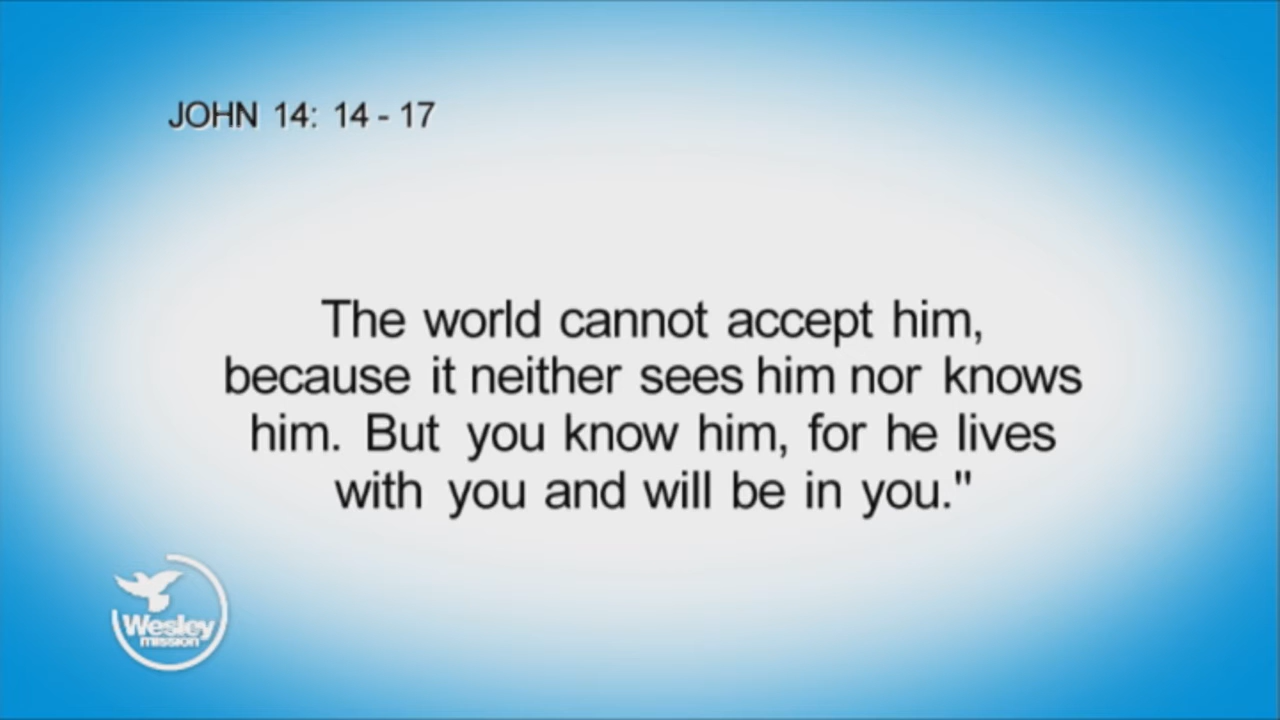 JOHN 14: 14 - 17
The world cannot accept him,
because it neither sees him nor knows
him. But you know him, for he lives
with you and will be in you."
Wesley
mission